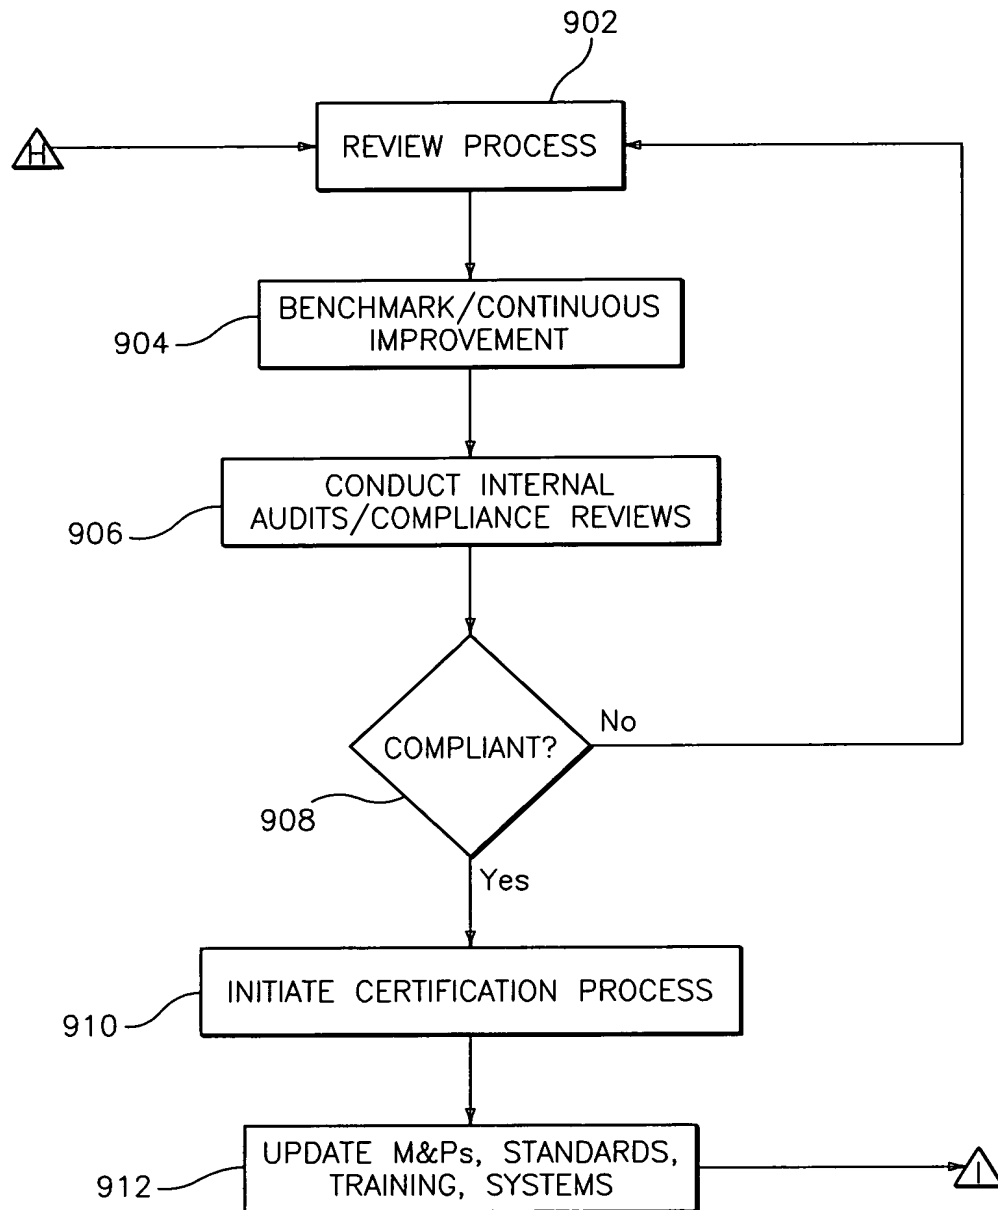 902
H
REVIEW PROCESS
BENCHMARK/CONTINUOUS
IMPROVEMENT
904
CONDUCT INTERNAL
AUDITS/COMPLIANCE REVIEWS
906
No
COMPLIANT?
908
Yes
INITIATE CERTIFICATION PROCESS
910
UPDATE M&Ps, STANDARDS,
TRAINING, SYSTEMS
912
I